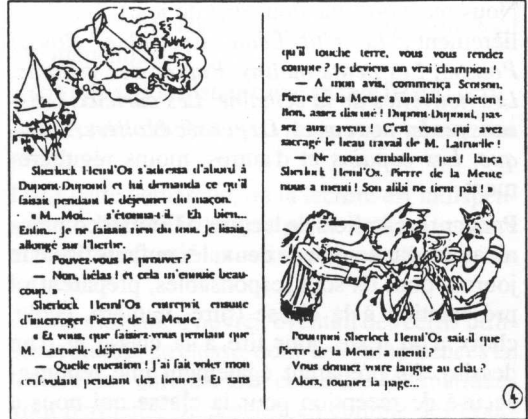 Sherlock Heml'Os s'adressa d'abord à
Dupont-Dupond et lui demanda ce qu'il
faisait pendant le déjeuner du maçon.
« M...Moi... s'étonna-t-il. Eh bien...
Enfin... Je ne faisais rien du tout. Je lisais,
allongé sur l'herbe.
— Pouvez-vous le prouver ?
— Non, hélas ! et cela m'ennuie beau-
coup. »
Sherlock Heml'Os entreprit ensuite
d'interroger Pierre de la Meute.
« Et vous, que faisiez-vous pendant que
M. Latruelle déjeunait ?
— Quelle question ! J'ai fait voler mon
cerf-volant pendant des heures ! Et sans
qu'il touche terre, vous vous rendez
compte ? Je deviens un vrai champion !
— A mon avis, commença Scotson,
Pierre de la Meute a un alibi en béton !
Bon, assez discuté ! Dupont-Dupond, pas-
sez aux aveux ! C'est vous qui avez
saccagé le beau travail de M. Latruelle !
— Ne nous emballons pas ! lança
Sherlock Heml'Os. Pierre de la Meute
nous a menti ! Son alibi ne tient pas ! »
Pourquoi Sherlock Heml'Os sait-il que
Pierre de la Meute a menti ?
Vous donnez votre langue au chat ?
Alors, tournez la page...
4